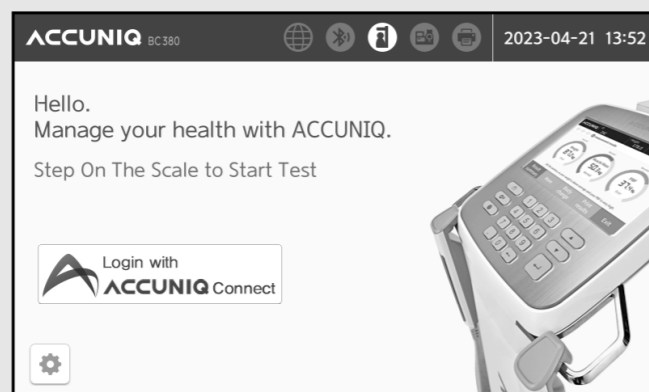 ACCUNIQ BC380
2023-04-21 13:52
Hello.
Manage your health with ACCUNIQ.
Step On The Scale to Start Test
Login with
ACCUNIQ Connect